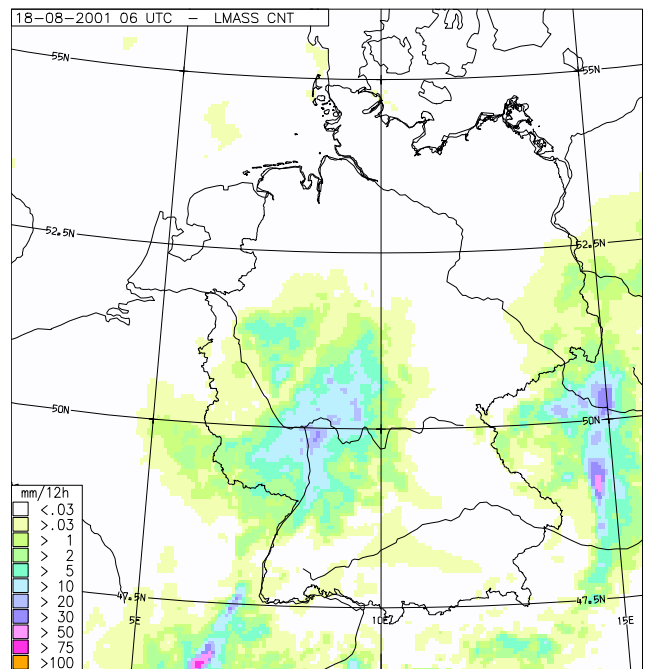 18-08-2001 06 UTC – LMASS CNT
55N
55N
52.5N
52.5N
50N
50N
mm/12h
<.03
>.03
> 1
> 2
> 5
> 10
> 20
> 30
> 50
> 75
>100
47.5N
47.5N
5E
10E
15E